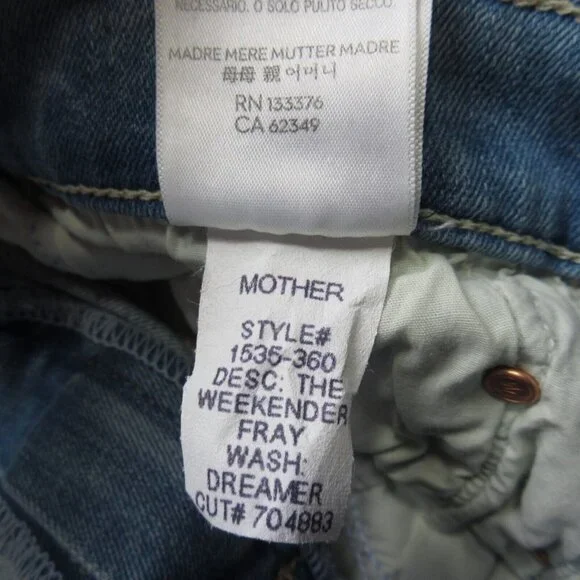 NECESSARIO. O SOLO PULITO SECCO.
MADRE MERE MUTTER MADRE
母母 親 어머니
RN 133376
CA 62349
MOTHER
STYLE#
1535-360
DESC: THE
WEEKENDER
FRAY
WASH:
DREAMER
CUT# 704883